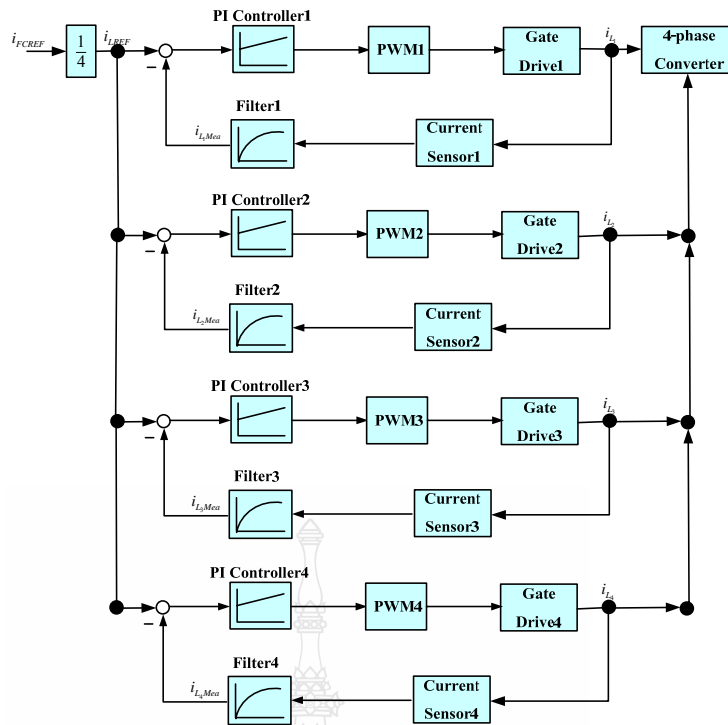 PI Controller1
i_FCREF
1/4
i_LREF
PWM1
Gate
Drive1
i_L1
4-phase
Converter
−
Filter1
i_L1Mea
Current
Sensor1
PI Controller2
PWM2
Gate
Drive2
i_L2
−
Filter2
i_L2Mea
Current
Sensor2
PI Controller3
PWM3
Gate
Drive3
i_L3
−
Filter3
i_L3Mea
Current
Sensor3
PI Controller4
PWM4
Gate
Drive4
i_L4
−
Filter4
i_L4Mea
Current
Sensor4